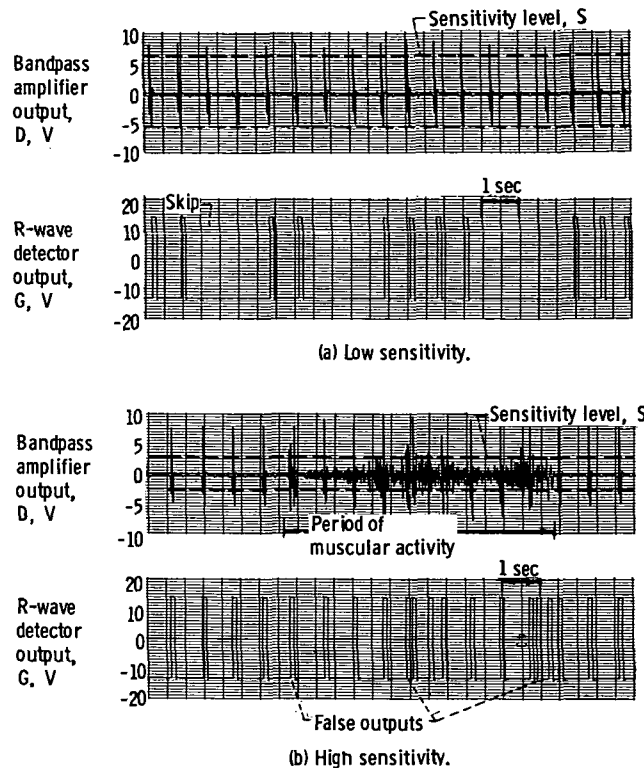 Sensitivity level, S
Bandpass
amplifier
output,
D, V
10
5
0
-5
-10
1 sec
Skip
R-wave
detector
output,
G, V
20
10
0
-10
-20
(a) Low sensitivity.
Sensitivity level, S
Bandpass
amplifier
output,
D, V
10
5
0
-5
-10
Period of
muscular activity
1 sec
R-wave
detector
output,
G, V
20
10
0
-10
-20
False outputs
(b) High sensitivity.